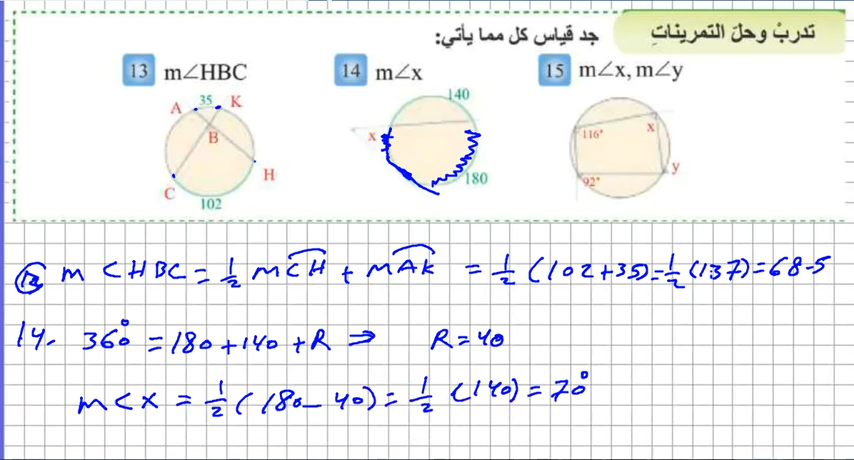 تدربْ وحل التمريناتِ
جد قياس كل مما يأتي:
13 m∠HBC
14 m∠x
15 m∠x, m∠y
A 35 K
B
H
C
102
140
x
180
116°
x
92°
y
13 m<HBC = 1/2 mCH + mAK = 1/2 (102+35) = 1/2 (137) = 68.5
14. 360° = 180 + 140 + R ⇒ R = 40
m<x = 1/2 (180 - 40) = 1/2 (140) = 70°